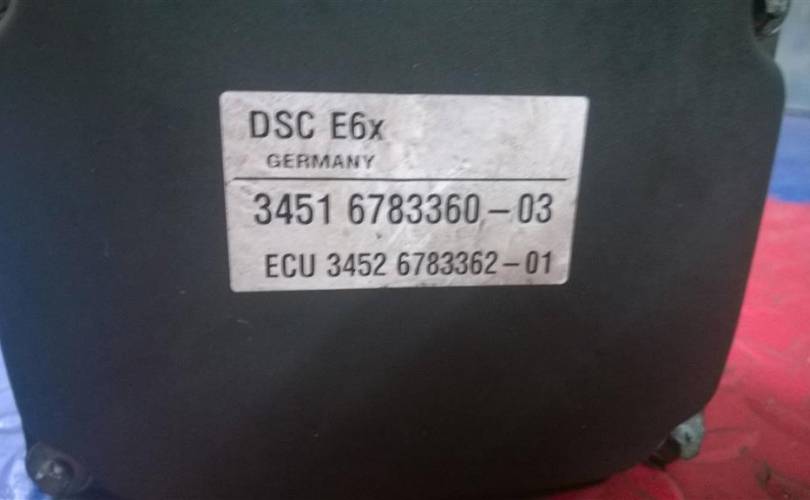 DSC E6x
GERMANY
3451 6783360-03
ECU 3452 6783362-01